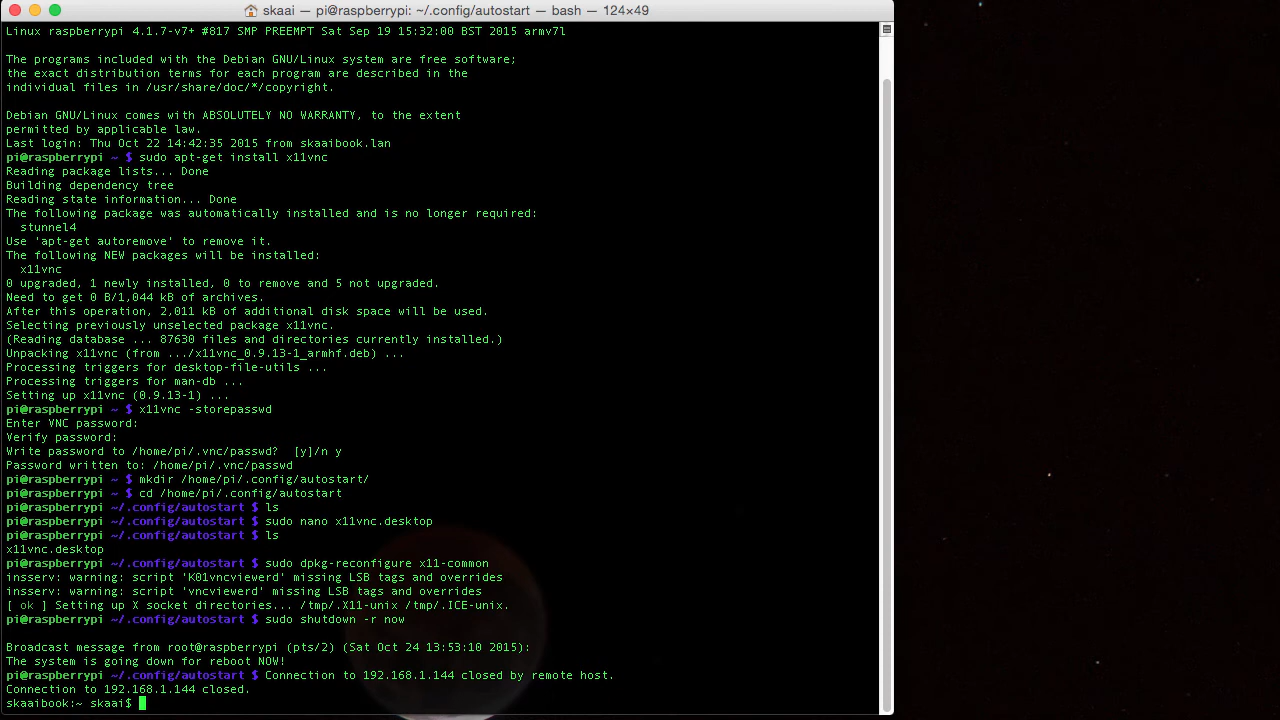 skaai — pi@raspberrypi: ~/.config/autostart — bash — 124×49
Linux raspberrypi 4.1.7-v7+ #817 SMP PREEMPT Sat Sep 19 15:32:00 BST 2015 armv7l
The programs included with the Debian GNU/Linux system are free software;
the exact distribution terms for each program are described in the
individual files in /usr/share/doc/*/copyright.
Debian GNU/Linux comes with ABSOLUTELY NO WARRANTY, to the extent
permitted by applicable law.
Last login: Thu Oct 22 14:42:35 2015 from skaaibook.lan
pi@raspberrypi ~ $ sudo apt-get install x11vnc
Reading package lists... Done
Building dependency tree
Reading state information... Done
The following package was automatically installed and is no longer required:
stunnel4
Use 'apt-get autoremove' to remove it.
The following NEW packages will be installed:
x11vnc
0 upgraded, 1 newly installed, 0 to remove and 5 not upgraded.
Need to get 0 B/1,044 kB of archives.
After this operation, 2,011 kB of additional disk space will be used.
Selecting previously unselected package x11vnc.
(Reading database ... 87630 files and directories currently installed.)
Unpacking x11vnc (from .../x11vnc_0.9.13-1_armhf.deb) ...
Processing triggers for desktop-file-utils ...
Processing triggers for man-db ...
Setting up x11vnc (0.9.13-1) ...
pi@raspberrypi ~ $ x11vnc -storepasswd
Enter VNC password:
Verify password:
Write password to /home/pi/.vnc/passwd?  [y]/n y
Password written to: /home/pi/.vnc/passwd
pi@raspberrypi ~ $ mkdir /home/pi/.config/autostart/
pi@raspberrypi ~ $ cd /home/pi/.config/autostart
pi@raspberrypi ~/.config/autostart $ ls
pi@raspberrypi ~/.config/autostart $ sudo nano x11vnc.desktop
pi@raspberrypi ~/.config/autostart $ ls
x11vnc.desktop
pi@raspberrypi ~/.config/autostart $ sudo dpkg-reconfigure x11-common
insserv: warning: script 'K01vncviewerd' missing LSB tags and overrides
insserv: warning: script 'vncviewerd' missing LSB tags and overrides
[ ok ] Setting up X socket directories... /tmp/.X11-unix /tmp/.ICE-unix.
pi@raspberrypi ~/.config/autostart $ sudo shutdown -r now
Broadcast message from root@raspberrypi (pts/2) (Sat Oct 24 13:53:10 2015):
The system is going down for reboot NOW!
pi@raspberrypi ~/.config/autostart $ Connection to 192.168.1.144 closed by remote host.
Connection to 192.168.1.144 closed.
skaaibook:~ skaai$